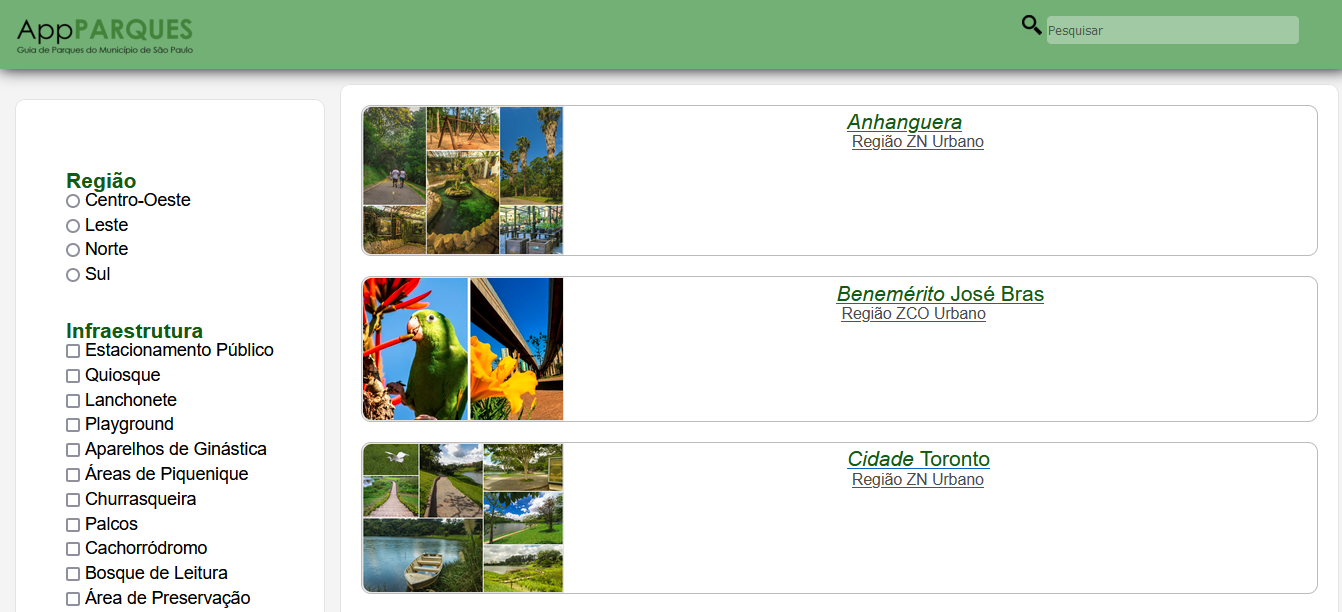 AppPARQUES
Guia de Parques do Município de São Paulo
Pesquisar
Região
Centro-Oeste
Leste
Norte
Sul
Infraestrutura
Estacionamento Público
Quiosque
Lanchonete
Playground
Aparelhos de Ginástica
Áreas de Piquenique
Churrasqueira
Palcos
Cachorródromo
Bosque de Leitura
Área de Preservação
Anhanguera
Região ZN Urbano
Benemérito José Bras
Região ZCO Urbano
Cidade Toronto
Região ZN Urbano